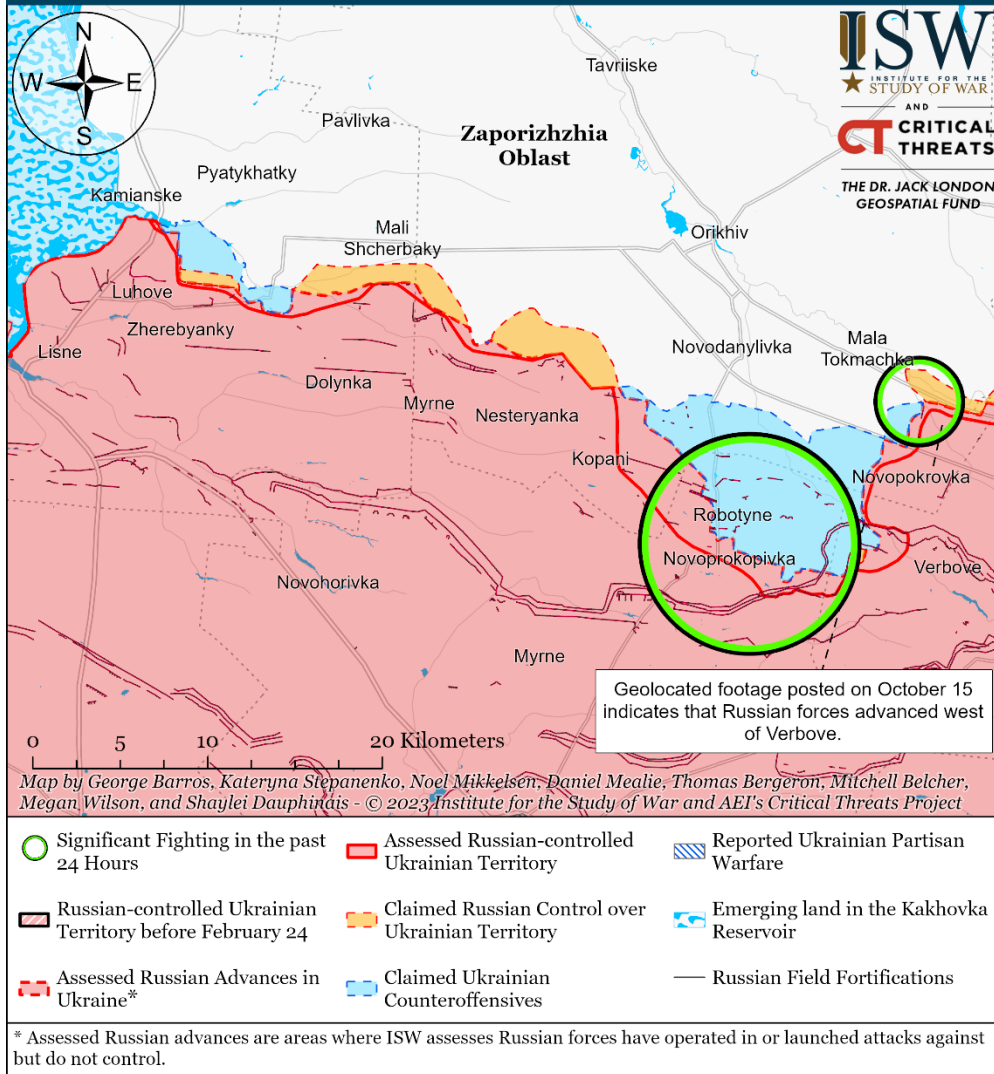 N
W E
S
ISW
INSTITUTE FOR THE
STUDY OF WAR
AND
CT CRITICAL
THREATS
THE DR. JACK LONDON
GEOSPATIAL FUND
Tavriiske
Pavlivka
Zaporizhzhia
Oblast
Pyatykhatky
Kamianske
Mali
Shcherbaky
Orikhiv
Luhove
Zherebyanky
Lisne
Novodanylivka
Mala
Tokmachka
Dolynka
Myrne
Nesteryanka
Kopani
Novopokrovka
Robotyne
Novoprokopivka
Verbove
Novohorivka
Myrne
Geolocated footage posted on October 15
indicates that Russian forces advanced west
of Verbove.
0 5 10 20 Kilometers
Map by George Barros, Kateryna Stepanenko, Noel Mikkelsen, Daniel Mealie, Thomas Bergeron, Mitchell Belcher,
Megan Wilson, and Shaylei Dauphinais - © 2023 Institute for the Study of War and AEI's Critical Threats Project
Significant Fighting in the past
24 Hours
Assessed Russian-controlled
Ukrainian Territory
Reported Ukrainian Partisan
Warfare
Russian-controlled Ukrainian
Territory before February 24
Claimed Russian Control over
Ukrainian Territory
Emerging land in the Kakhovka
Reservoir
Assessed Russian Advances in
Ukraine*
Claimed Ukrainian
Counteroffensives
Russian Field Fortifications
* Assessed Russian advances are areas where ISW assesses Russian forces have operated in or launched attacks against
but do not control.